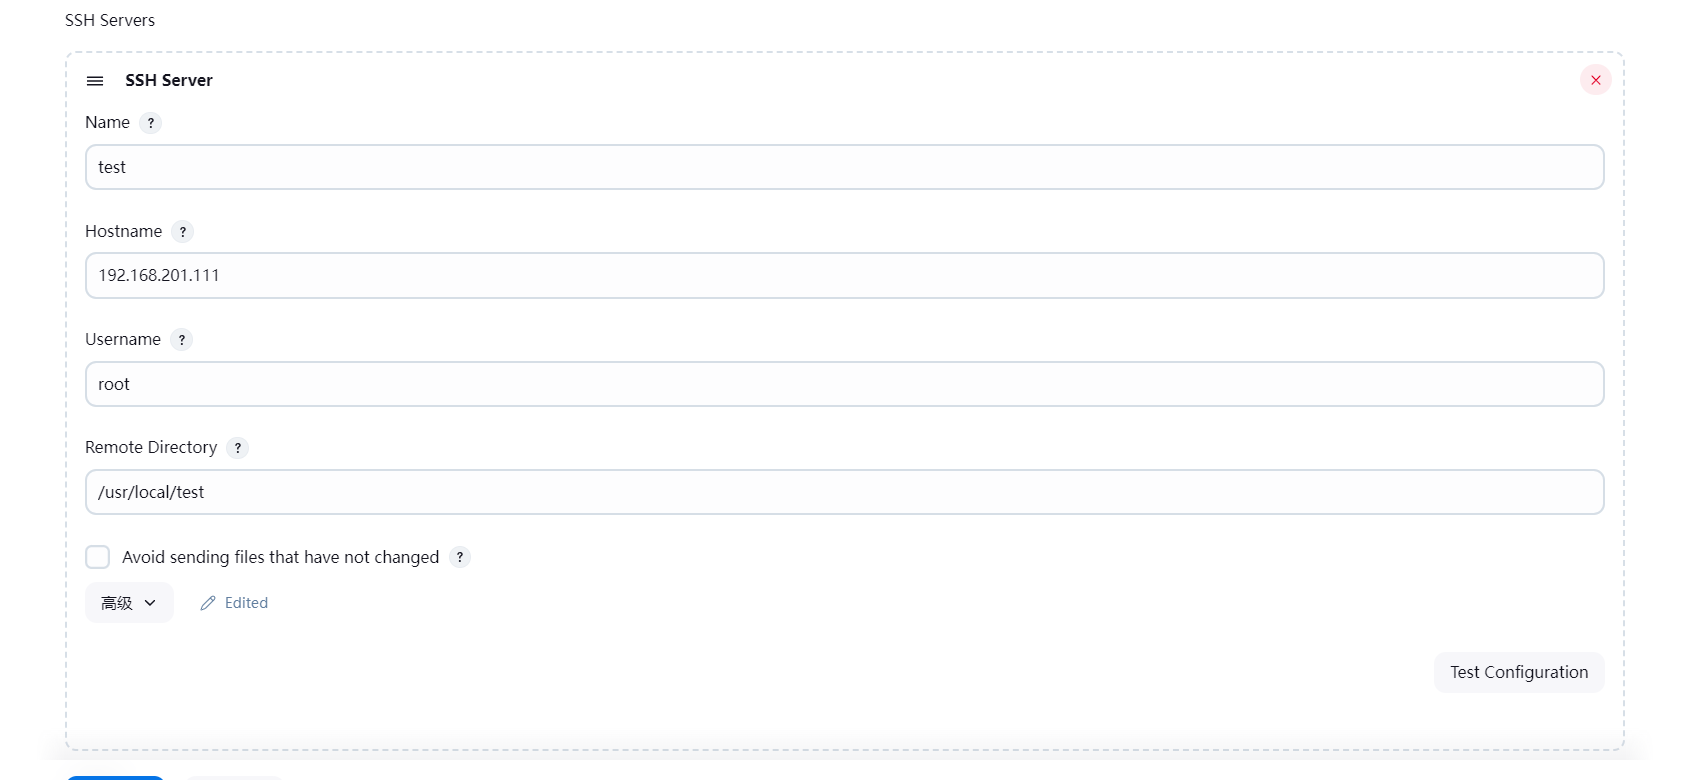 SSH Servers
SSH Server
Name ?
test
Hostname ?
192.168.201.111
Username ?
root
Remote Directory ?
/usr/local/test
Avoid sending files that have not changed ?
高级 Edited
Test Configuration